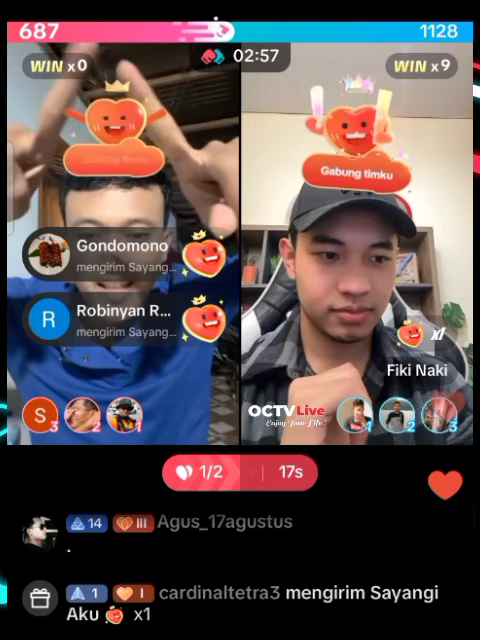 687
1128
WIN x0
02:57
WIN x9
Gabung timku
Gabung timku
Gondomono
mengirim Sayang...
R
Robinyan R...
mengirim Sayang...
x1
Fiki Naki
S
3
2
1
OCTV Live
Enjoy Your Life!
1
2
3
1/2
17s
14
III
Agus_17agustus
.
1
I
cardinaltetra3 mengirim Sayangi
Aku x1